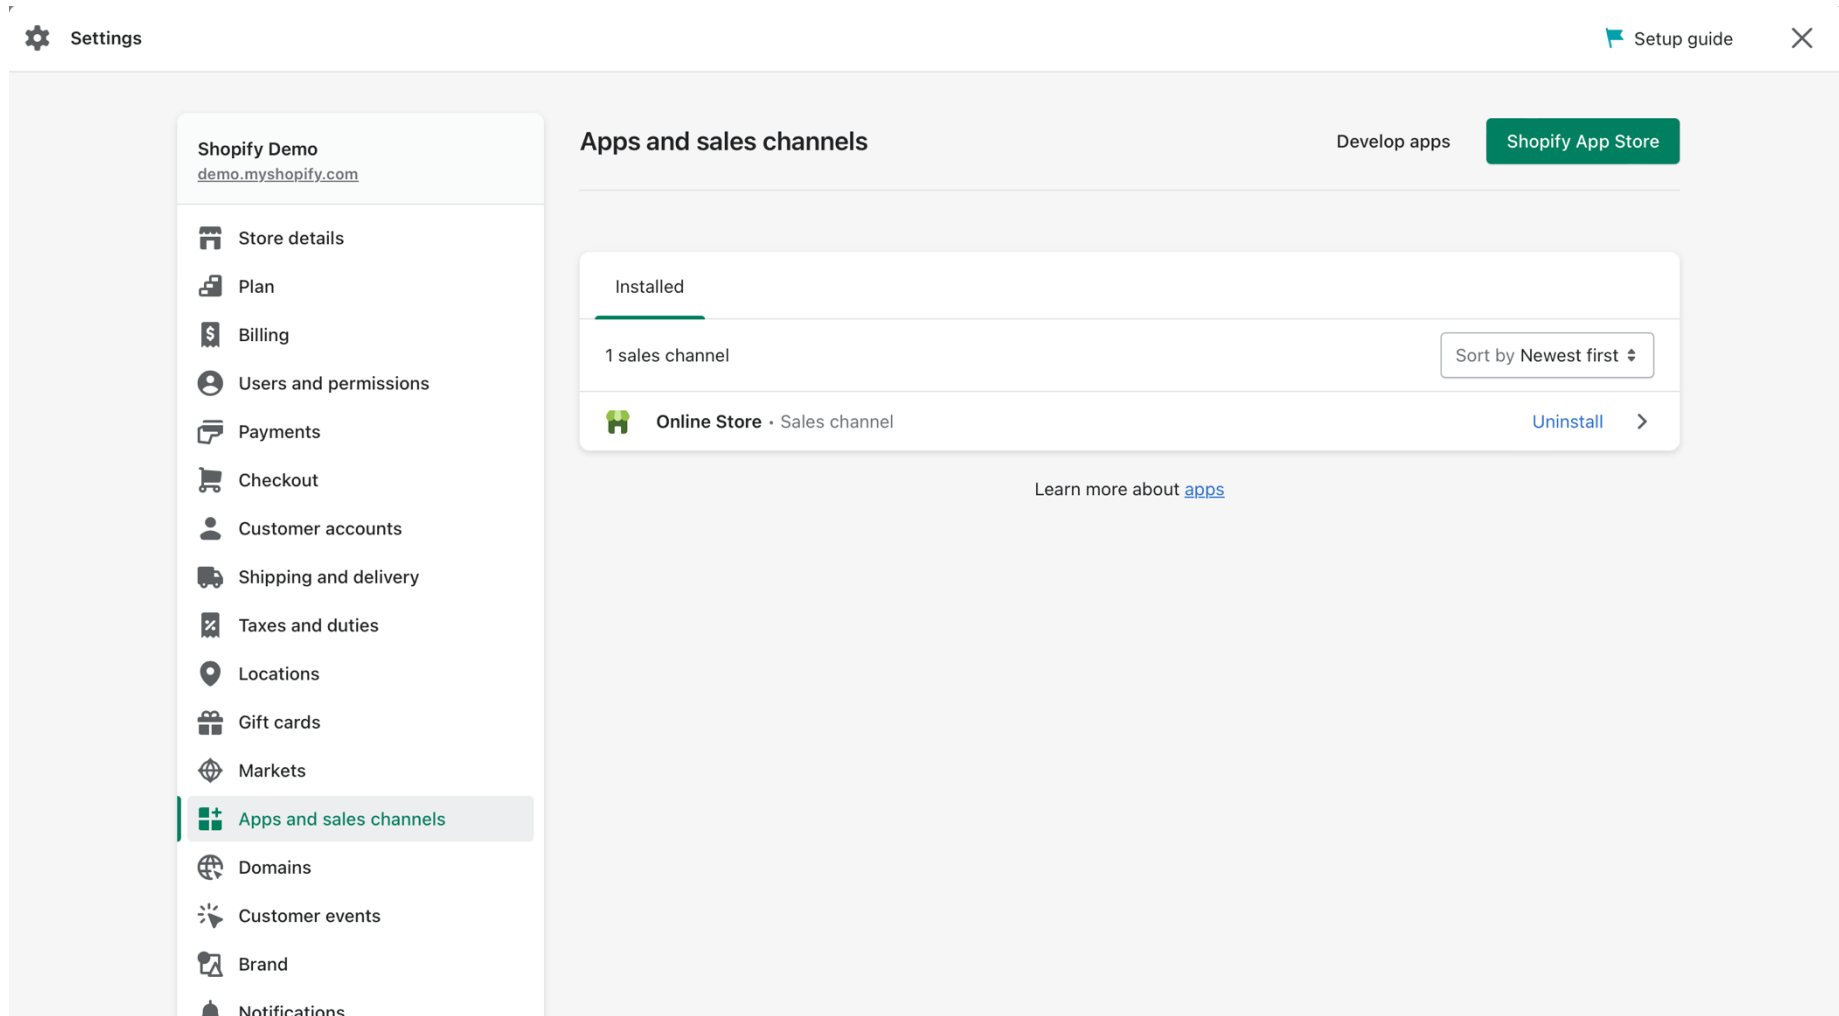 Settings
Setup guide
Shopify Demo
demo.myshopify.com
Store details
Plan
Billing
Users and permissions
Payments
Checkout
Customer accounts
Shipping and delivery
Taxes and duties
Locations
Gift cards
Markets
Apps and sales channels
Domains
Customer events
Brand
Notifications
Apps and sales channels
Develop apps
Shopify App Store
Installed
1 sales channel
Sort by Newest first
Online Store • Sales channel
Uninstall
Learn more about apps